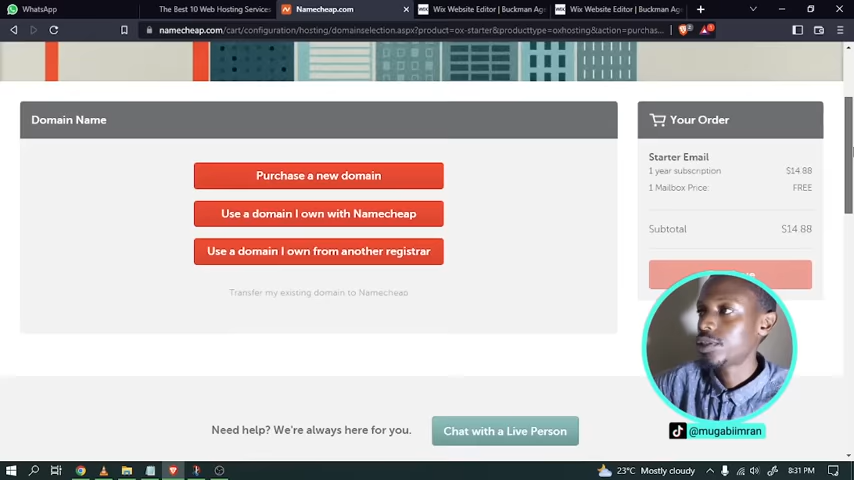 WhatsApp
The Best 10 Web Hosting Services
Namecheap.com
Wix Website Editor | Buckman Ag
Wix Website Editor | Buckman Ag
namecheap.com/cart/configuration/hosting/domainselection.aspx?product=ox-starter&producttype=oxhosting&action=purchas...
Domain Name
Purchase a new domain
Use a domain I own with Namecheap
Use a domain I own from another registrar
Transfer my existing domain to Namecheap
Your Order
Starter Email
1 year subscription $14.88
1 Mailbox Price: FREE
Subtotal $14.88
Need help? We're always here for you.
Chat with a Live Person
@mugabiimran
23°C Mostly cloudy
8:31 PM